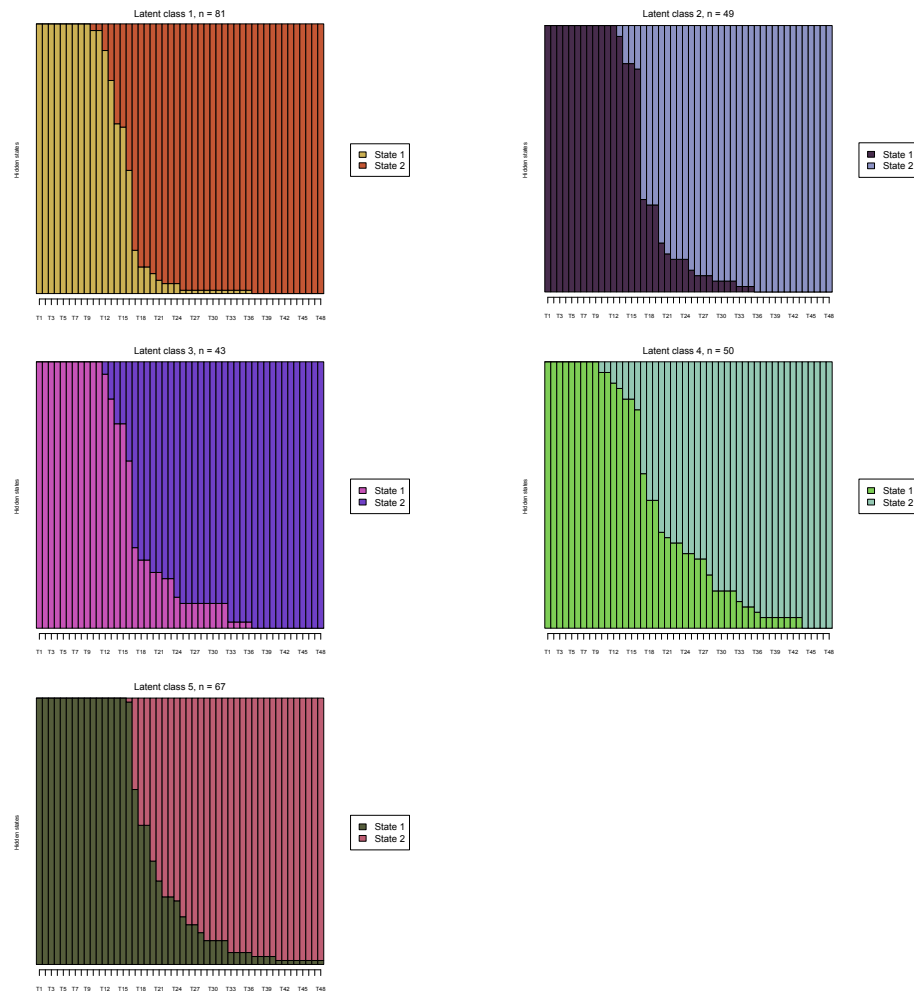 Latent class 1, n = 81
Hidden states
State 1
State 2
T1 T3 T5 T7 T9 T12 T15 T18 T21 T24 T27 T30 T33 T36 T39 T42 T45 T48
Latent class 2, n = 49
Hidden states
State 1
State 2
T1 T3 T5 T7 T9 T12 T15 T18 T21 T24 T27 T30 T33 T36 T39 T42 T45 T48
Latent class 3, n = 43
Hidden states
State 1
State 2
T1 T3 T5 T7 T9 T12 T15 T18 T21 T24 T27 T30 T33 T36 T39 T42 T45 T48
Latent class 4, n = 50
Hidden states
State 1
State 2
T1 T3 T5 T7 T9 T12 T15 T18 T21 T24 T27 T30 T33 T36 T39 T42 T45 T48
Latent class 5, n = 67
Hidden states
State 1
State 2
T1 T3 T5 T7 T9 T12 T15 T18 T21 T24 T27 T30 T33 T36 T39 T42 T45 T48